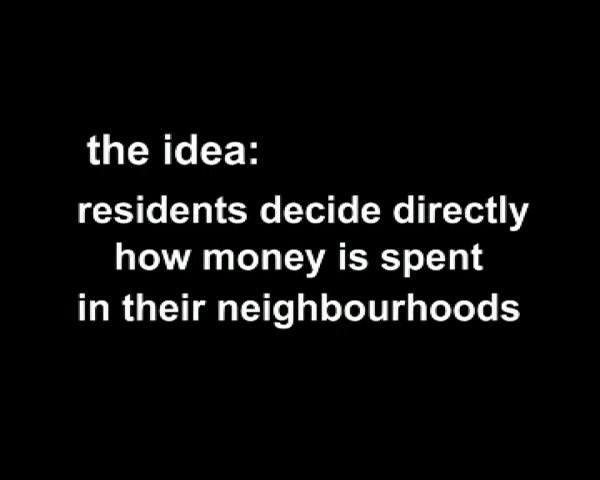 the idea:
residents decide directly
how money is spent
in their neighbourhoods